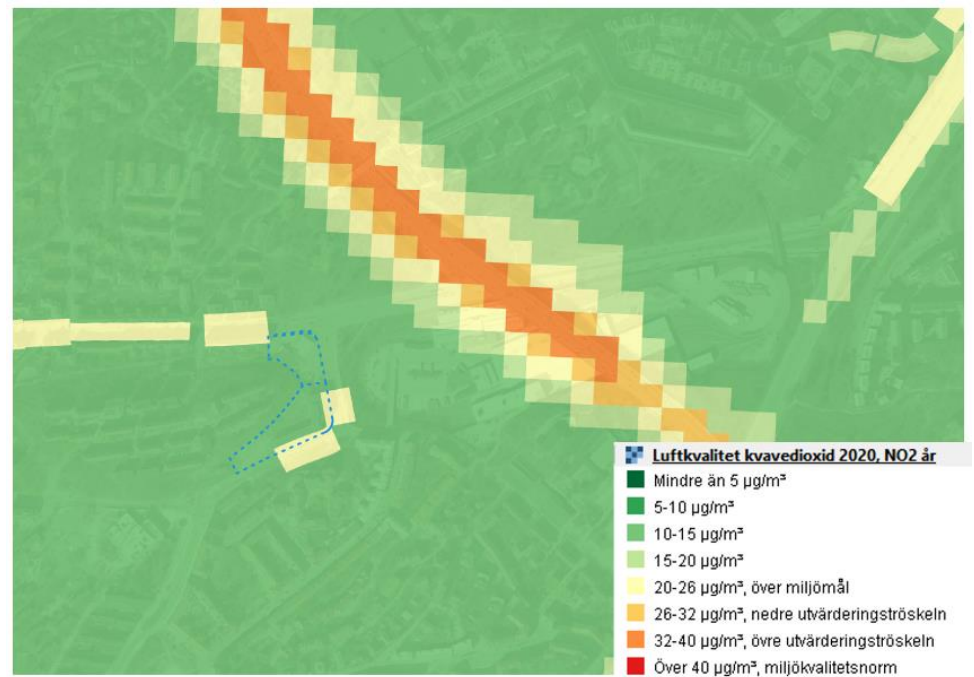 Luftkvalitet kvavedioxid 2020, NO2 år
Mindre än 5 µg/m³
5-10 µg/m³
10-15 µg/m³
15-20 µg/m³
20-26 µg/m³, över miljömål
26-32 µg/m³, nedre utvärderingströskeln
32-40 µg/m³, övre utvärderingströskeln
Över 40 µg/m³, miljökvalitetsnorm